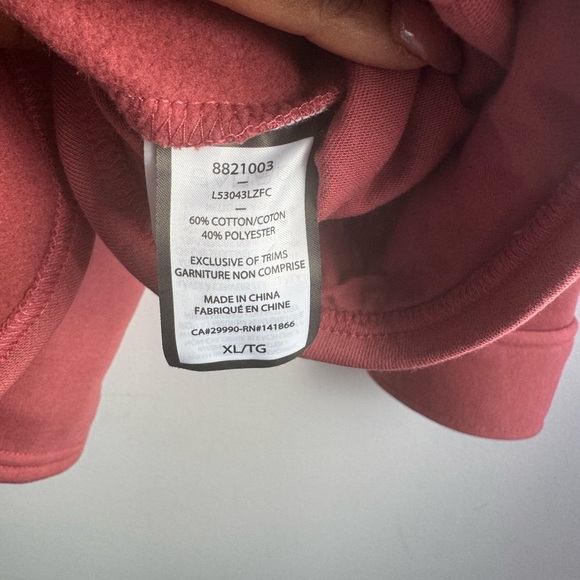 8821003
L53043LZFC
60% COTTON/COTON
40% POLYESTER
EXCLUSIVE OF TRIMS
GARNITURE NON COMPRISE
MADE IN CHINA
FABRIQUÉ EN CHINE
CA#29990-RN#141866
XL/TG